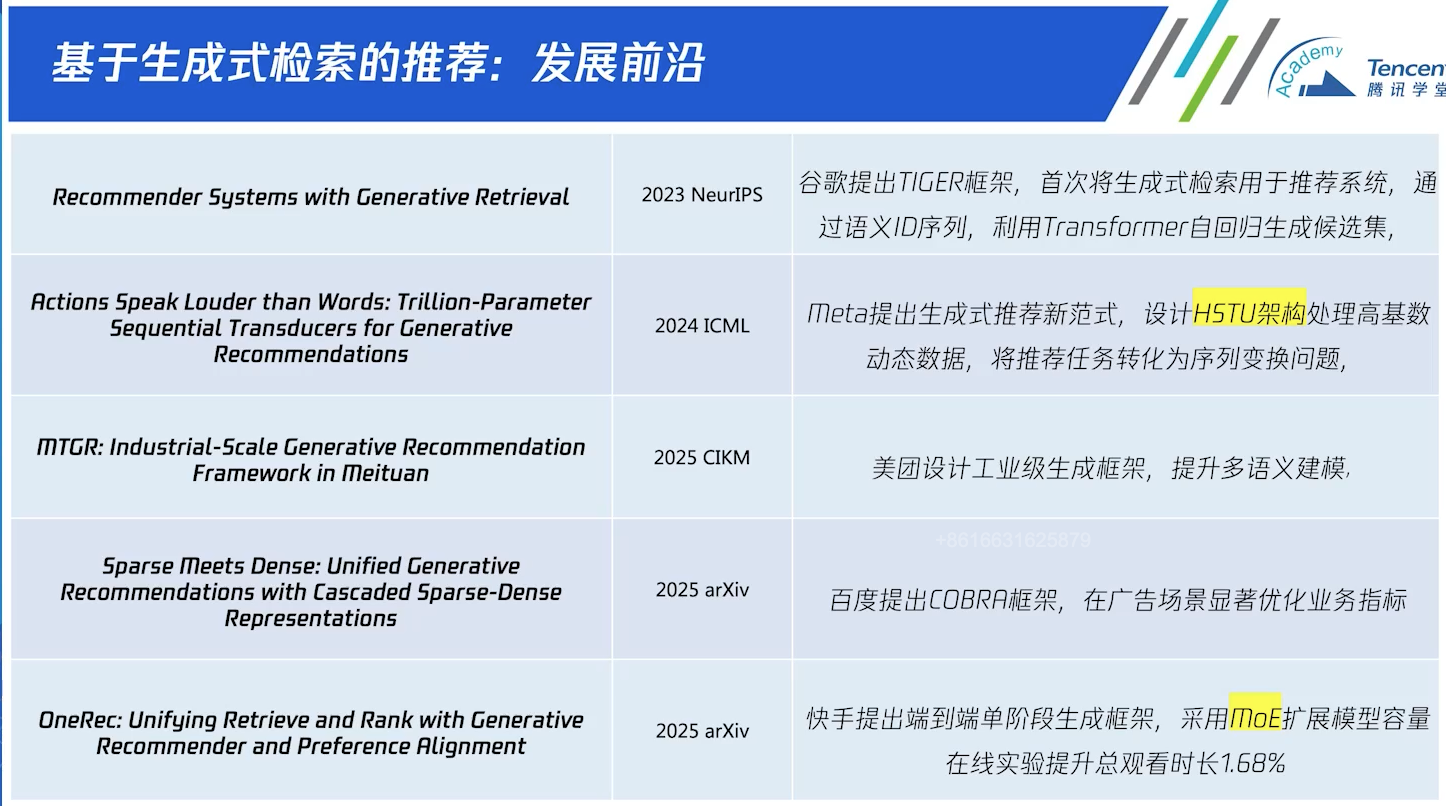 基于生成式检索的推荐：发展前沿
Academy
Tencent
腾讯学堂
Recommender Systems with Generative Retrieval
2023 NeurIPS
谷歌提出TIGER框架，首次将生成式检索用于推荐系统，通
过语义ID序列，利用Transformer自回归生成候选集，
Actions Speak Louder than Words: Trillion-Parameter
Sequential Transducers for Generative
Recommendations
2024 ICML
Meta提出生成式推荐新范式，设计HSTU架构处理高基数
动态数据，将推荐任务转化为序列变换问题，
MTGR: Industrial-Scale Generative Recommendation
Framework in Meituan
2025 CIKM
美团设计工业级生成框架，提升多语义建模，
+8616631625879
Sparse Meets Dense: Unified Generative
Recommendations with Cascaded Sparse-Dense
Representations
2025 arXiv
百度提出COBRA框架，在广告场景显著优化业务指标
OneRec: Unifying Retrieve and Rank with Generative
Recommender and Preference Alignment
2025 arXiv
快手提出端到端单阶段生成框架，采用MoE扩展模型容量
在线实验提升总观看时长1.68%